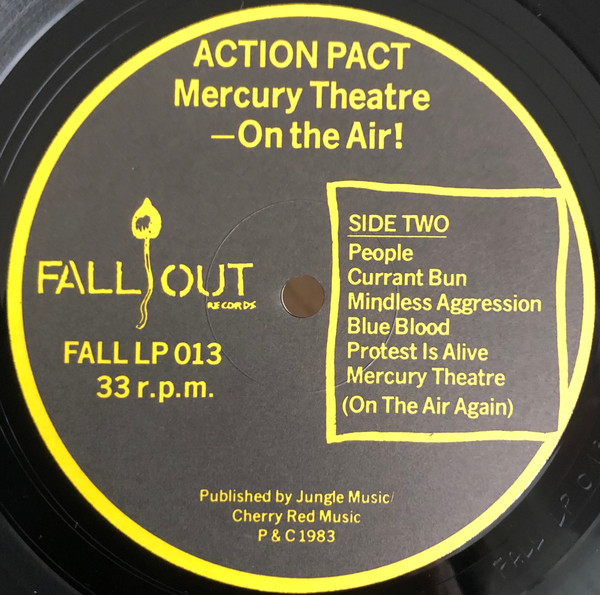 ACTION PACT
Mercury Theatre
—On the Air!
FALL OUT
RECORDS
FALL LP 013
33 r.p.m.
SIDE TWO
People
Currant Bun
Mindless Aggression
Blue Blood
Protest Is Alive
Mercury Theatre
(On The Air Again)
Published by Jungle Music/
Cherry Red Music
P & C 1983